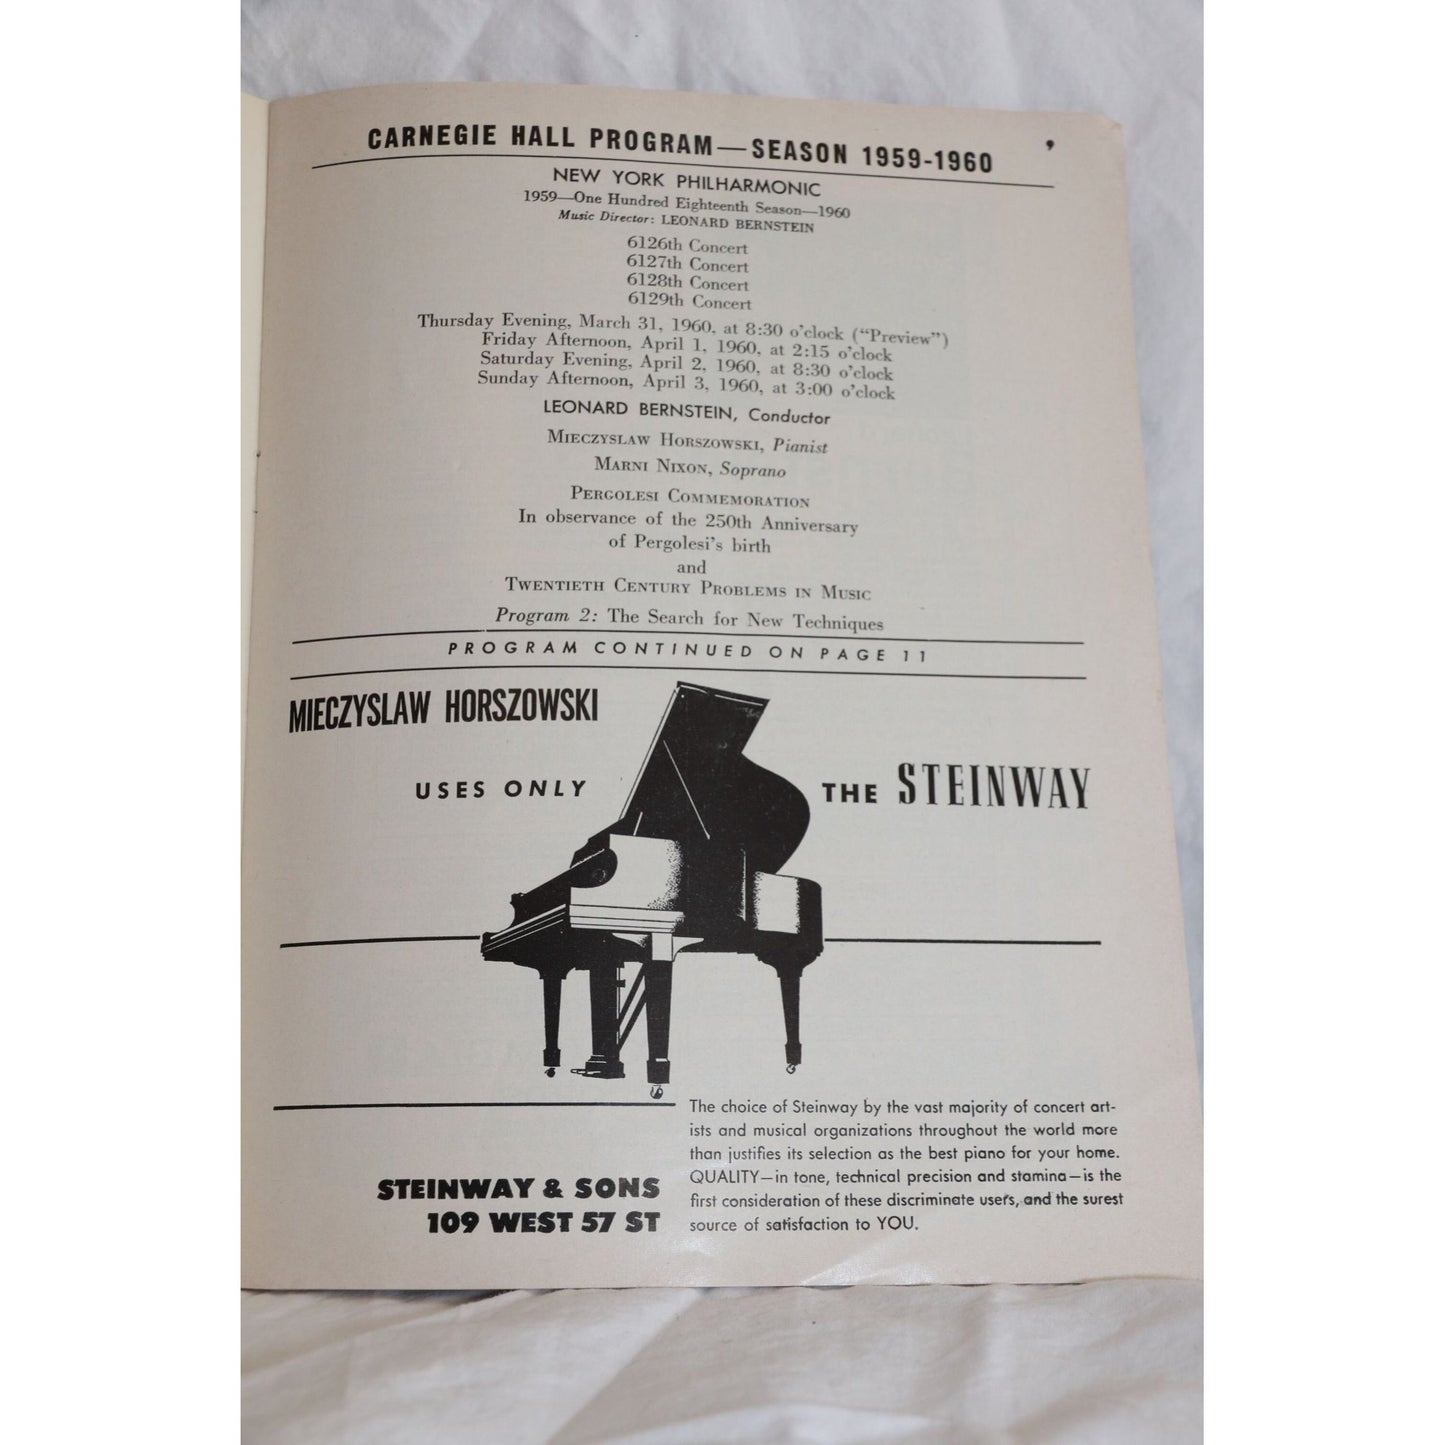 CARNEGIE HALL PROGRAM—SEASON 1959-1960
NEW YORK PHILHARMONIC
1959—One Hundred Eighteenth Season—1960
Music Director: LEONARD BERNSTEIN
6126th Concert
6127th Concert
6128th Concert
6129th Concert
Thursday Evening, March 31, 1960, at 8:30 o'clock ("Preview")
Friday Afternoon, April 1, 1960, at 2:15 o'clock
Saturday Evening, April 2, 1960, at 8:30 o'clock
Sunday Afternoon, April 3, 1960, at 3:00 o'clock
LEONARD BERNSTEIN, Conductor
MIECZYSLAW HORSZOWSKI, Pianist
MARNI NIXON, Soprano
PERGOLESI COMMEMORATION
In observance of the 250th Anniversary
of Pergolesi's birth
and
TWENTIETH CENTURY PROBLEMS IN MUSIC
Program 2: The Search for New Techniques
PROGRAM CONTINUED ON PAGE 11
MIECZYSLAW HORSZOWSKI
USES ONLY THE STEINWAY
The choice of Steinway by the vast majority of concert art-
ists and musical organizations throughout the world more
than justifies its selection as the best piano for your home.
QUALITY—in tone, technical precision and stamina—is the
first consideration of these discriminate users, and the surest
source of satisfaction to YOU.
STEINWAY & SONS
109 WEST 57 ST